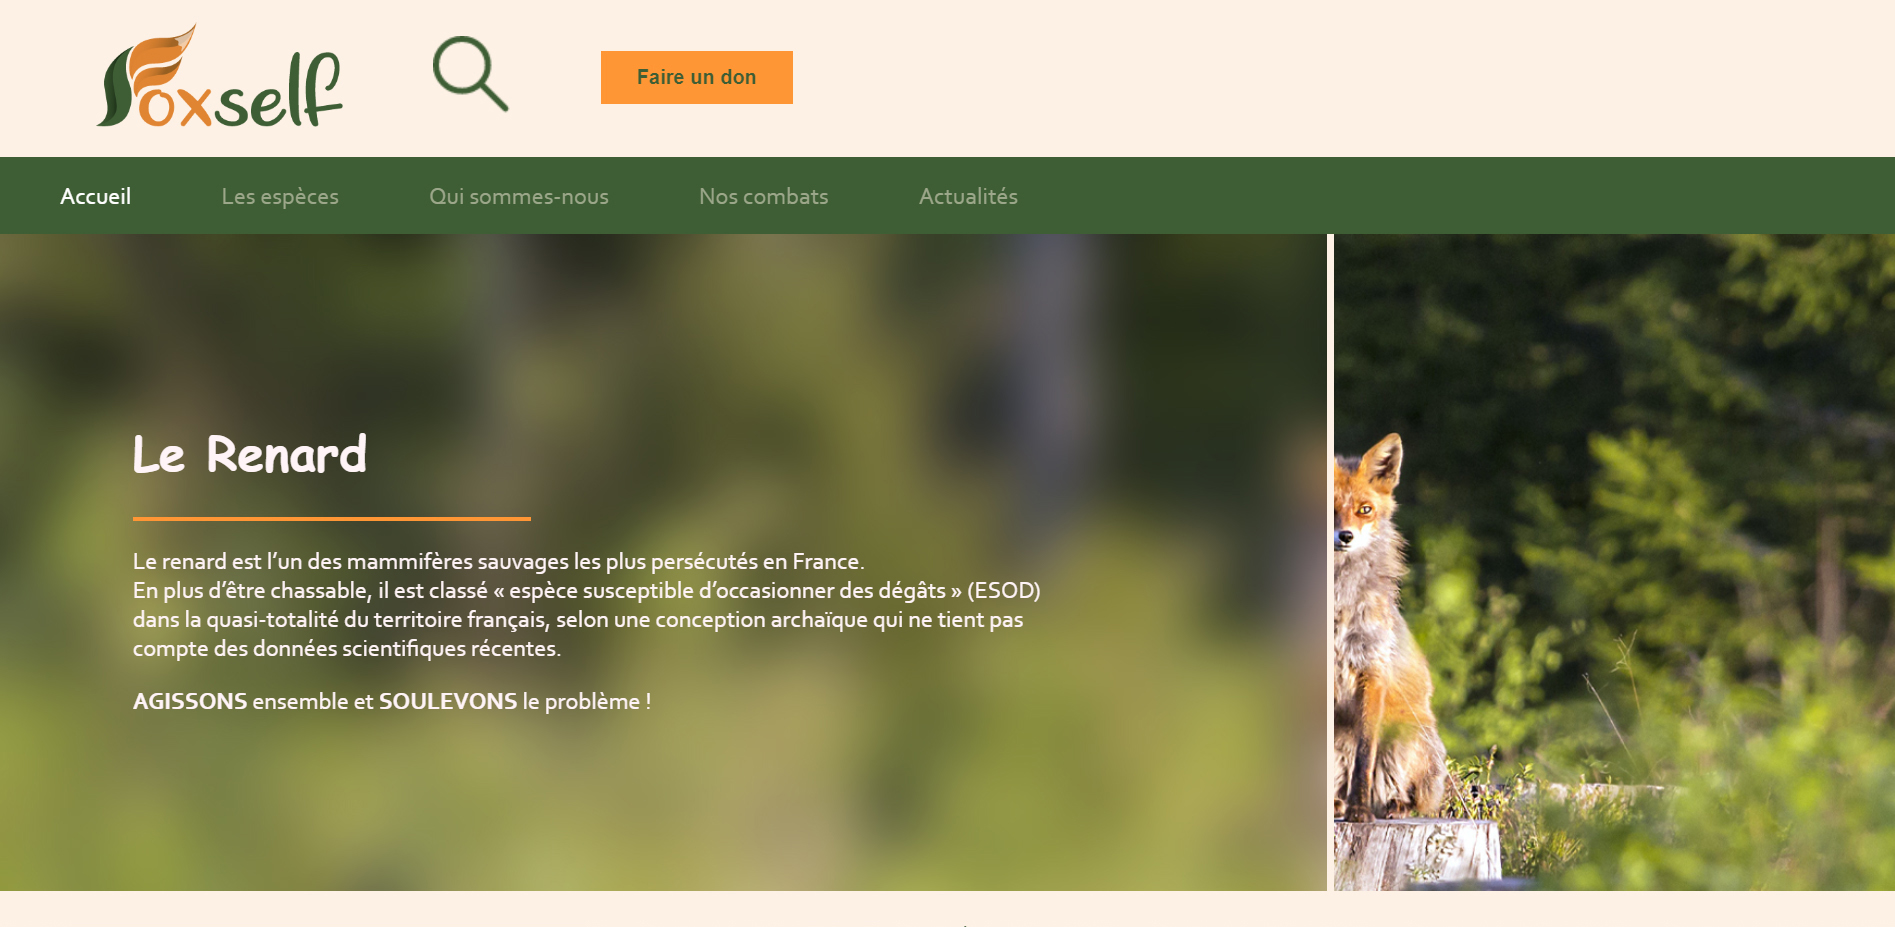 Foxself
Faire un don
Accueil
Les espèces
Qui sommes-nous
Nos combats
Actualités
Le Renard
Le renard est l’un des mammifères sauvages les plus persécutés en France.
En plus d’être chassable, il est classé « espèce susceptible d’occasionner des dégâts » (ESOD)
dans la quasi-totalité du territoire français, selon une conception archaïque qui ne tient pas
compte des données scientifiques récentes.
AGISSONS ensemble et SOULEVONS le problème !